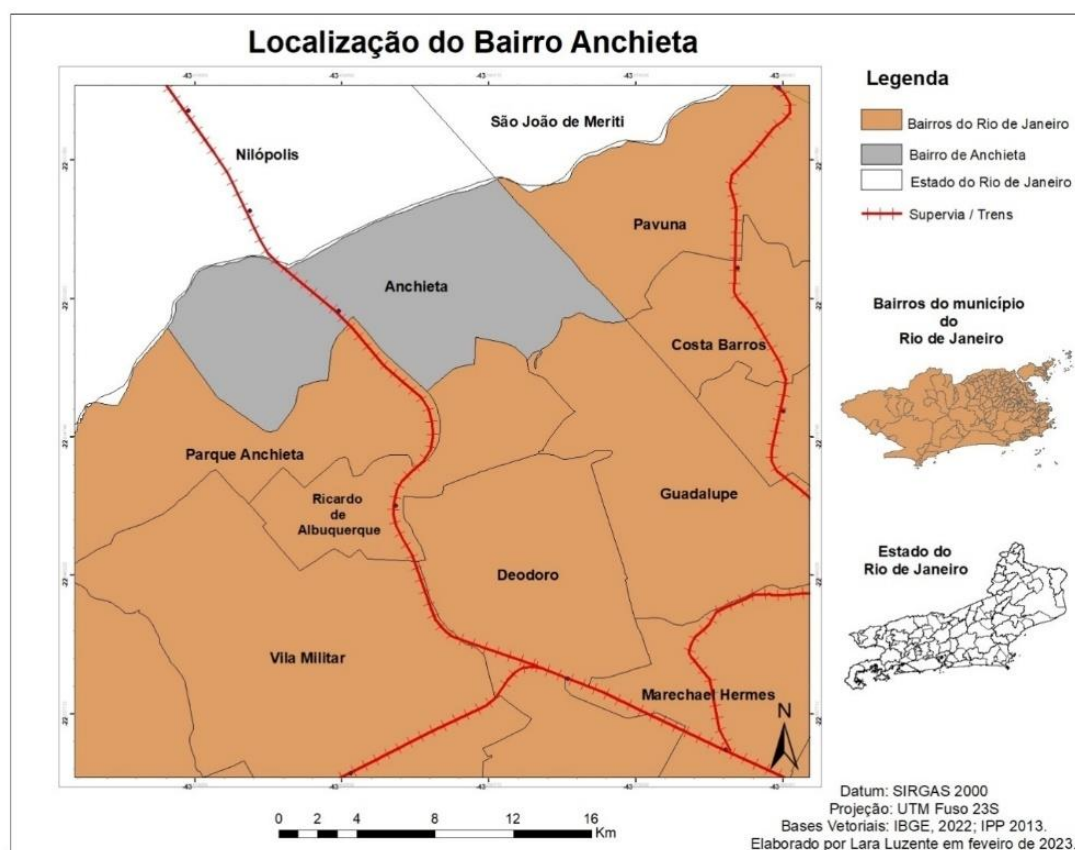 Localização do Bairro Anchieta
São João de Meriti
Nilópolis
Pavuna
Anchieta
Costa Barros
Parque Anchieta
Ricardo
de
Albuquerque
Guadalupe
Deodoro
Vila Militar
Marechael Hermes
N
0 2 4 8 12 16
Km
Legenda
Bairros do Rio de Janeiro
Bairro de Anchieta
Estado do Rio de Janeiro
Supervia / Trens
Bairros do município
do
Rio de Janeiro
Estado do
Rio de Janeiro
Datum: SIRGAS 2000
Projeção: UTM Fuso 23S
Bases Vetoriais: IBGE, 2022; IPP 2013.
Elaborado por Lara Luzente em feveiro de 2023.